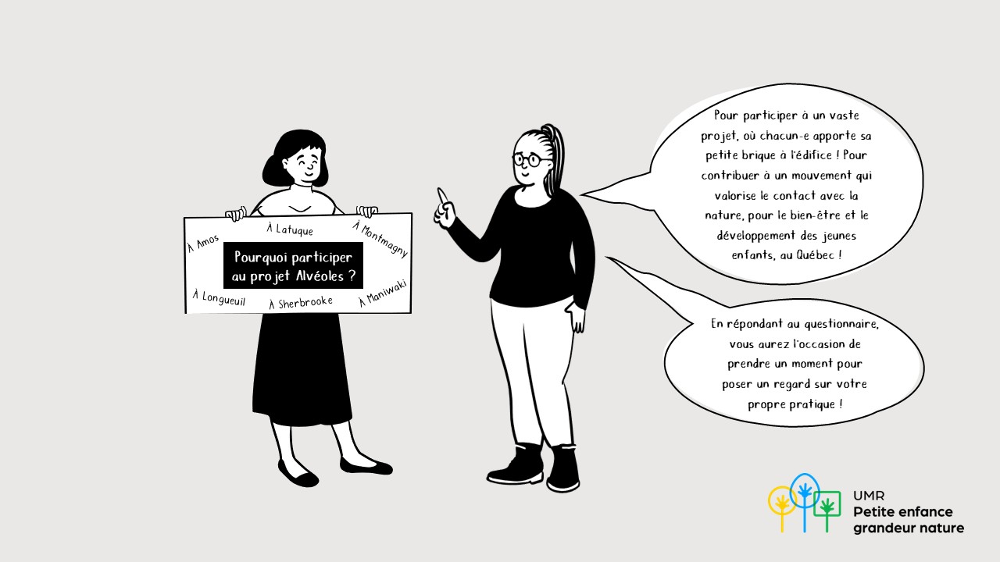 À Amos
À Latuque
À Montmagny
Pourquoi participer
au projet Alvéoles ?
À Longueuil
À Sherbrooke
À Maniwaki
Pour participer à un vaste
projet, où chacun-e apporte sa
petite brique à l'édifice ! Pour
contribuer à un mouvement qui
valorise le contact avec la
nature, pour le bien-être et le
développement des jeunes
enfants, au Québec !
En répondant au questionnaire,
vous aurez l'occasion de
prendre un moment pour
poser un regard sur votre
propre pratique !
UMR
Petite enfance
grandeur nature